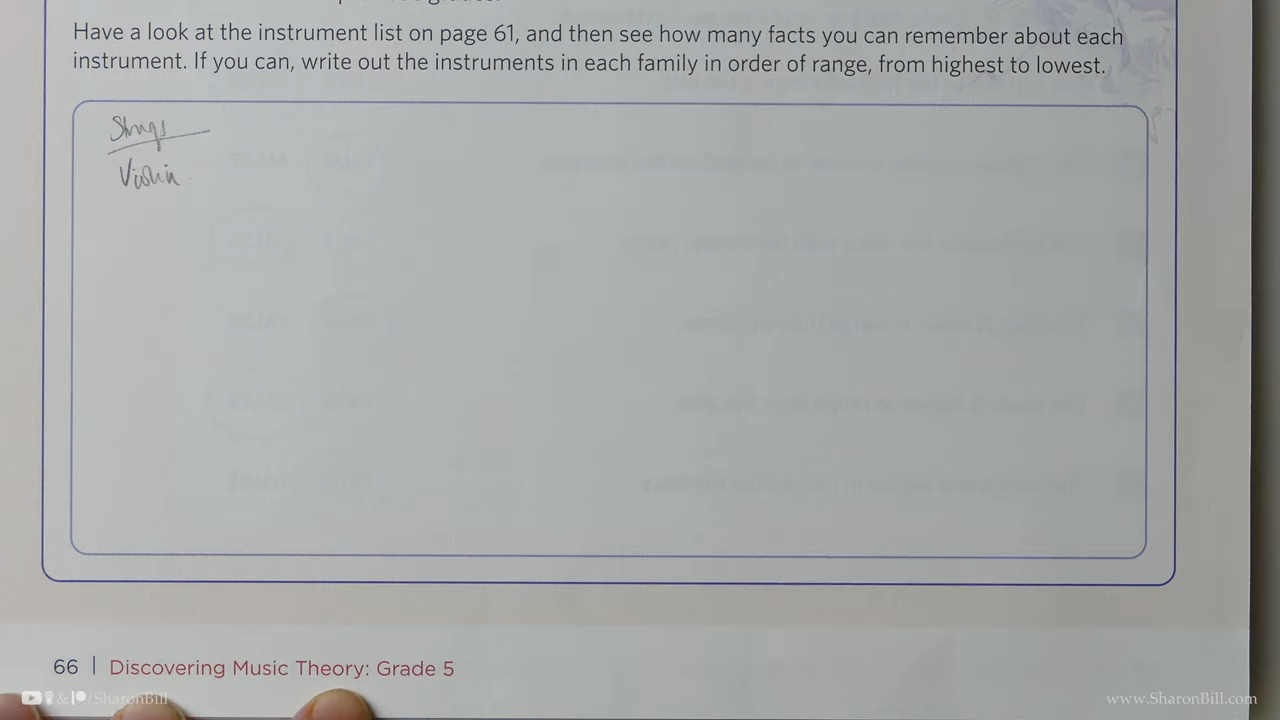 Have a look at the instrument list on page 61, and then see how many facts you can remember about each
instrument. If you can, write out the instruments in each family in order of range, from highest to lowest.
Strings
Violin
66 | Discovering Music Theory: Grade 5
& /SharonBill
www.SharonBill.com